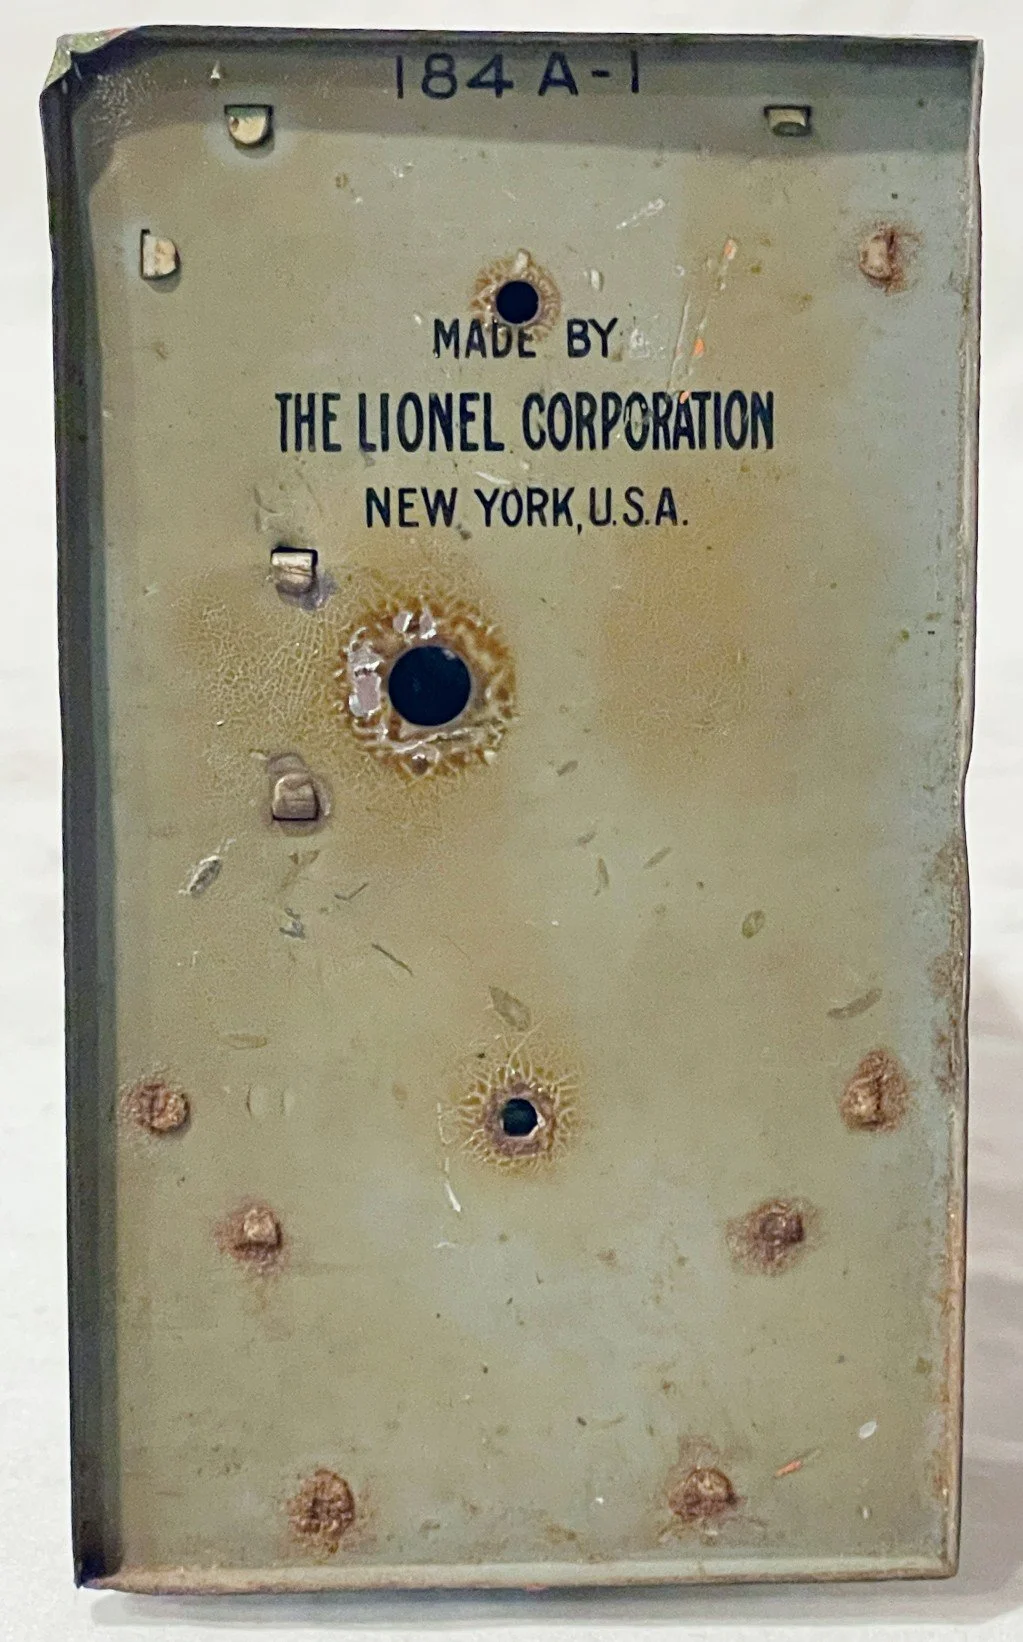 184 A-1
MADE BY
THE LIONEL CORPORATION
NEW YORK, U.S.A.